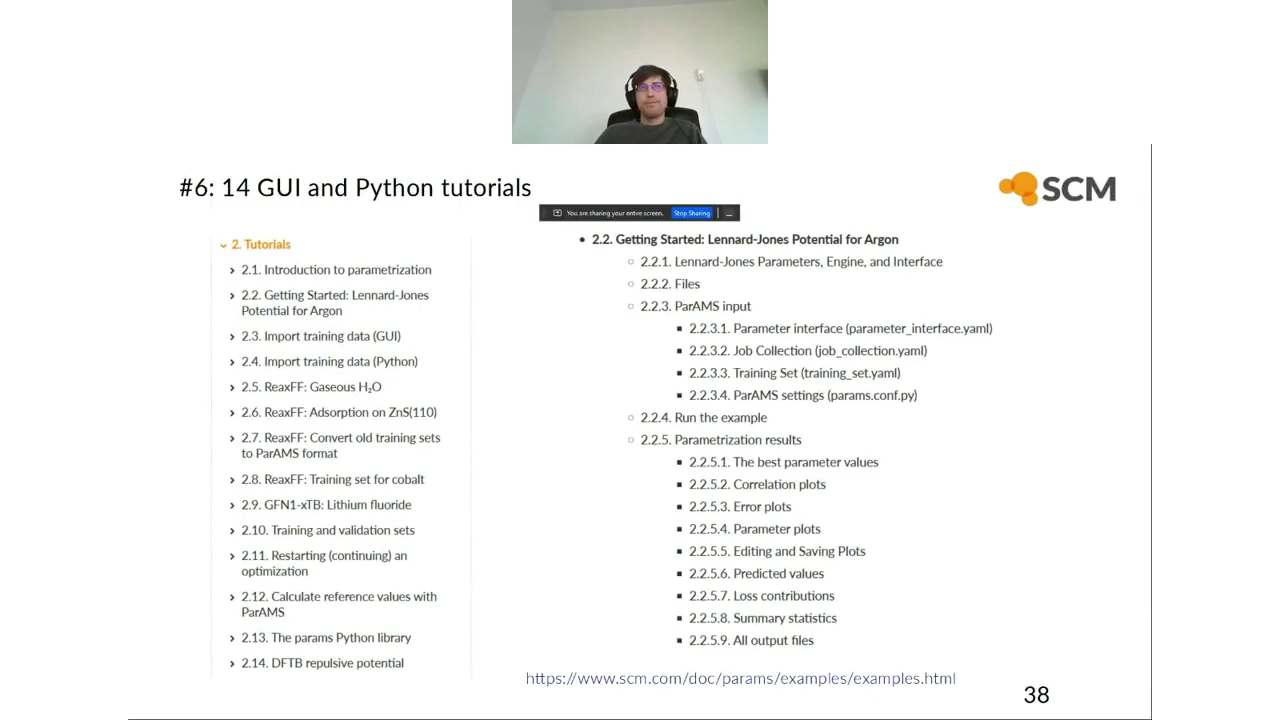 #6: 14 GUI and Python tutorials
SCM
You are sharing your entire screen. Stop Sharing
2. Tutorials
2.1. Introduction to parametrization
2.2. Getting Started: Lennard-Jones
Potential for Argon
2.3. Import training data (GUI)
2.4. Import training data (Python)
2.5. ReaxFF: Gaseous H₂O
2.6. ReaxFF: Adsorption on ZnS(110)
2.7. ReaxFF: Convert old training sets
to ParAMS format
2.8. ReaxFF: Training set for cobalt
2.9. GFN1-xTB: Lithium fluoride
2.10. Training and validation sets
2.11. Restarting (continuing) an
optimization
2.12. Calculate reference values with
ParAMS
2.13. The params Python library
2.14. DFTB repulsive potential
2.2. Getting Started: Lennard-Jones Potential for Argon
2.2.1. Lennard-Jones Parameters, Engine, and Interface
2.2.2. Files
2.2.3. ParAMS input
2.2.3.1. Parameter interface (parameter_interface.yaml)
2.2.3.2. Job Collection (job_collection.yaml)
2.2.3.3. Training Set (training_set.yaml)
2.2.3.4. ParAMS settings (params.conf.py)
2.2.4. Run the example
2.2.5. Parametrization results
2.2.5.1. The best parameter values
2.2.5.2. Correlation plots
2.2.5.3. Error plots
2.2.5.4. Parameter plots
2.2.5.5. Editing and Saving Plots
2.2.5.6. Predicted values
2.2.5.7. Loss contributions
2.2.5.8. Summary statistics
2.2.5.9. All output files
https://www.scm.com/doc/params/examples/examples.html
38